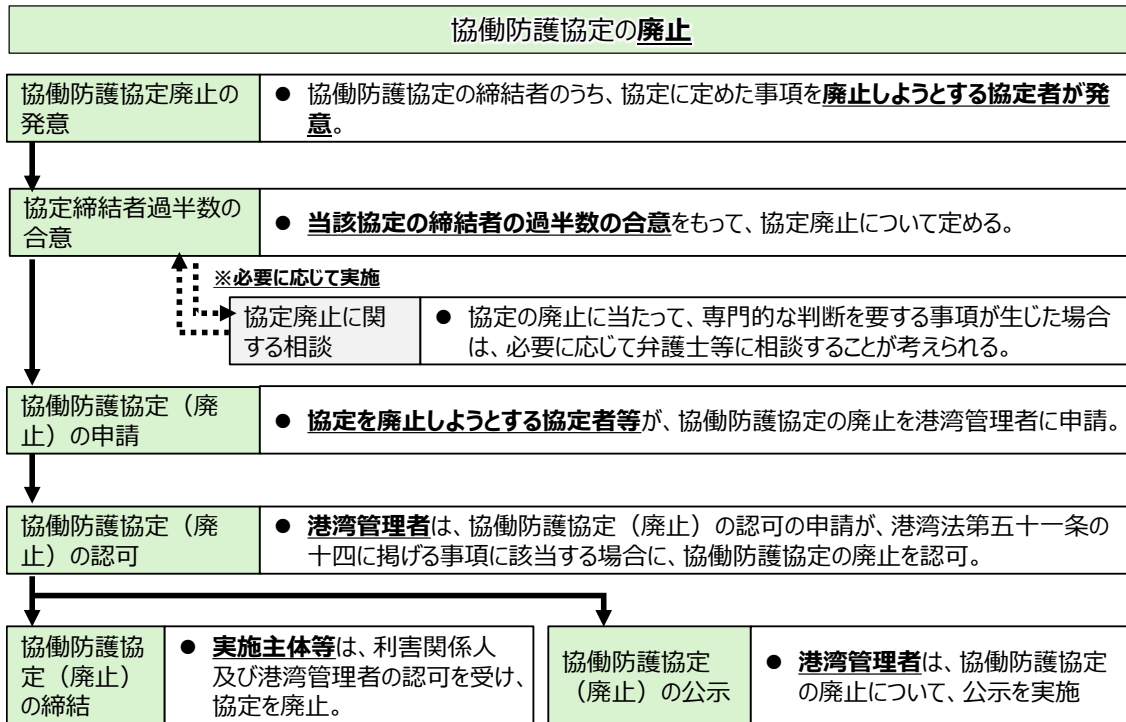 協働防護協定の廃止
協働防護協定廃止の
発意
● 協働防護協定の締結者のうち、協定に定めた事項を廃止しようとする協定者が発
意。
協定締結者過半数の
合意
● 当該協定の締結者の過半数の合意をもって、協定廃止について定める。
※必要に応じて実施
協定廃止に関
する相談
● 協定の廃止に当たって、専門的な判断を要する事項が生じた場合
は、必要に応じて弁護士等に相談することが考えられる。
協働防護協定（廃
止）の申請
● 協定を廃止しようとする協定者等が、協働防護協定の廃止を港湾管理者に申請。
協働防護協定（廃
止）の認可
● 港湾管理者は、協働防護協定（廃止）の認可の申請が、港湾法第五十一条の
十四に掲げる事項に該当する場合に、協働防護協定の廃止を認可。
協働防護協
定（廃止）
の締結
● 実施主体等は、利害関係人
及び港湾管理者の認可を受け、
協定を廃止。
協働防護協定
（廃止）の公示
● 港湾管理者は、協働防護協定
の廃止について、公示を実施